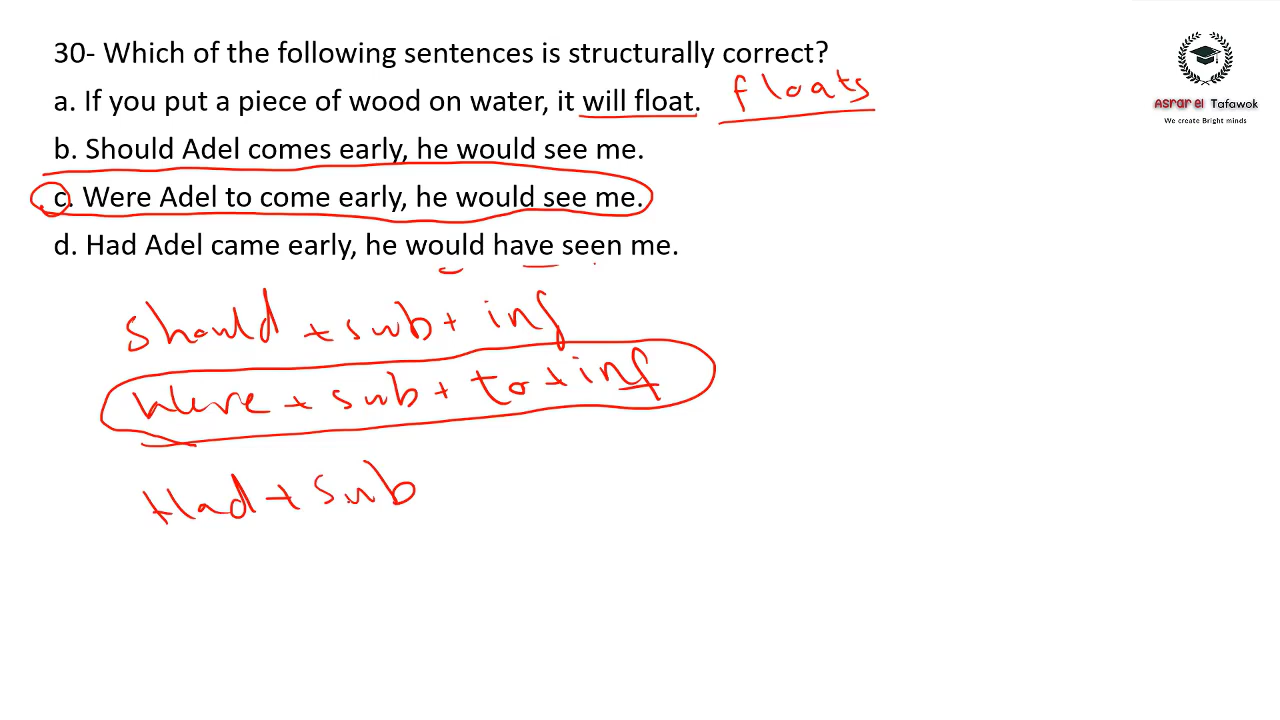 30- Which of the following sentences is structurally correct?
a. If you put a piece of wood on water, it will float. floats
b. Should Adel comes early, he would see me.
c. Were Adel to come early, he would see me.
d. Had Adel came early, he would have seen me.
should + sub + inf
were + sub + to + inf
Had + sub
Asrar el Tafawok
We create Bright minds